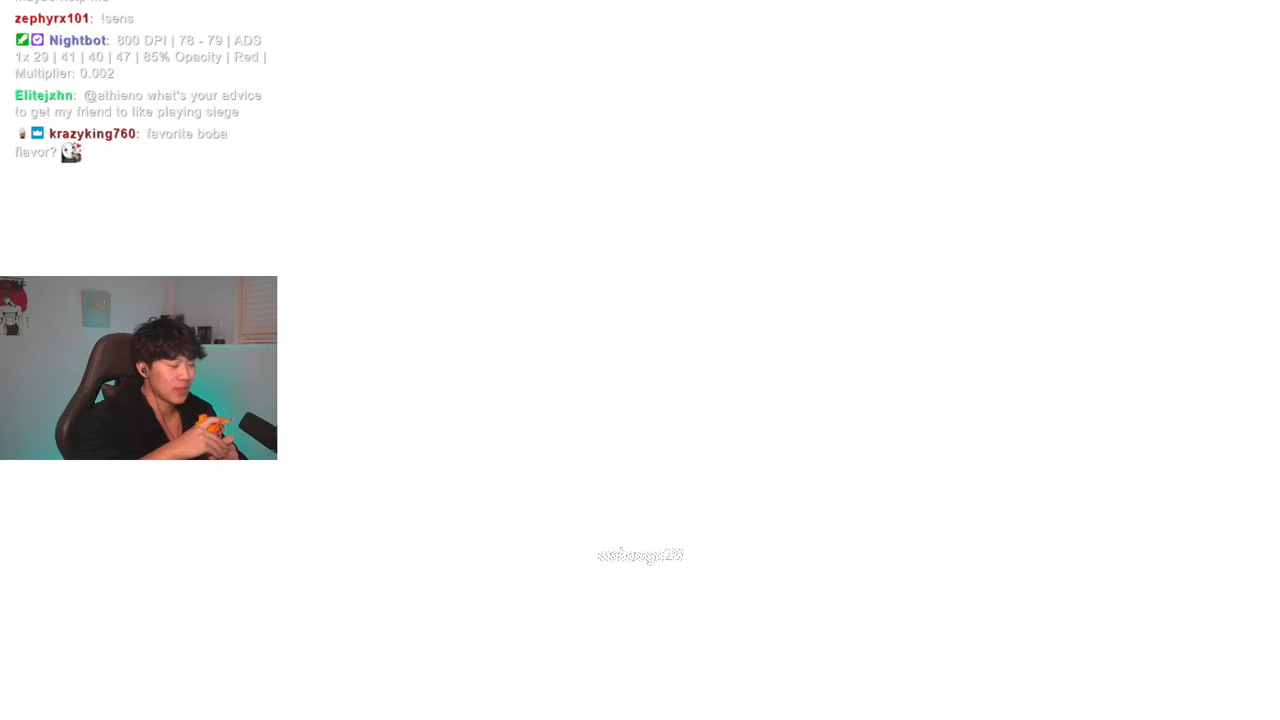 zephyrx101: !sens
Nightbot: 800 DPI | 78 - 79 | ADS
1x 29 | 41 | 40 | 47 | 85% Opacity | Red |
Multiplier: 0.002
Elitejxhn: @athieno what's your advice
to get my friend to like playing siege
krazyking760: favorite boba
flavor?